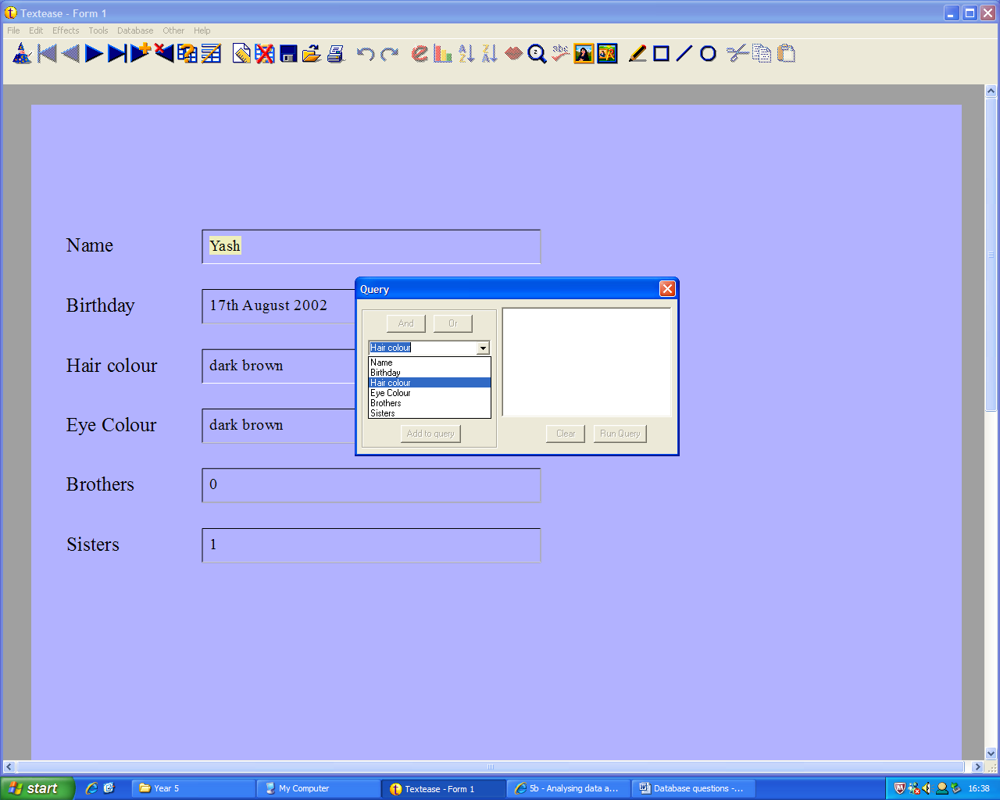 Textease - Form 1
File Edit Effects Tools Database Other Help
Name Yash
Birthday 17th August 2002
Hair colour dark brown
Eye Colour dark brown
Brothers 0
Sisters 1
Query
And Or
Hair colour
Name
Birthday
Hair colour
Eye Colour
Brothers
Sisters
Add to query
Clear Run Query
start Year 5 My Computer Textease - Form 1 5b - Analysing data a... Database questions -... 16:38